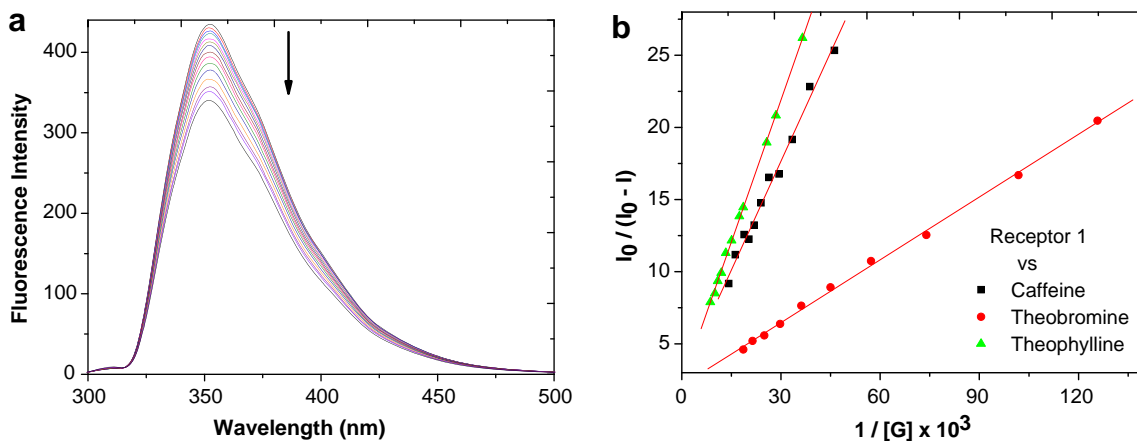 a
400
300
200
100
0
Fluorescence Intensity
300 350 400 450 500
Wavelength (nm)
b
25
20
15
10
5
I₀ / (I₀ - I)
Receptor 1
vs
Caffeine
Theobromine
Theophylline
0 30 60 90 120
1 / [G] x 10³